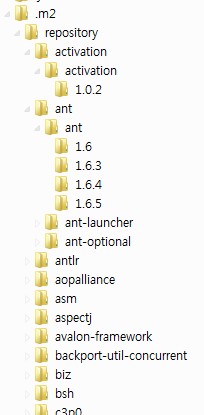 .m2
repository
activation
activation
1.0.2
ant
ant
1.6
1.6.3
1.6.4
1.6.5
ant-launcher
ant-optional
antlr
aopalliance
asm
aspectj
avalon-framework
backport-util-concurrent
biz
bsh
c3p0